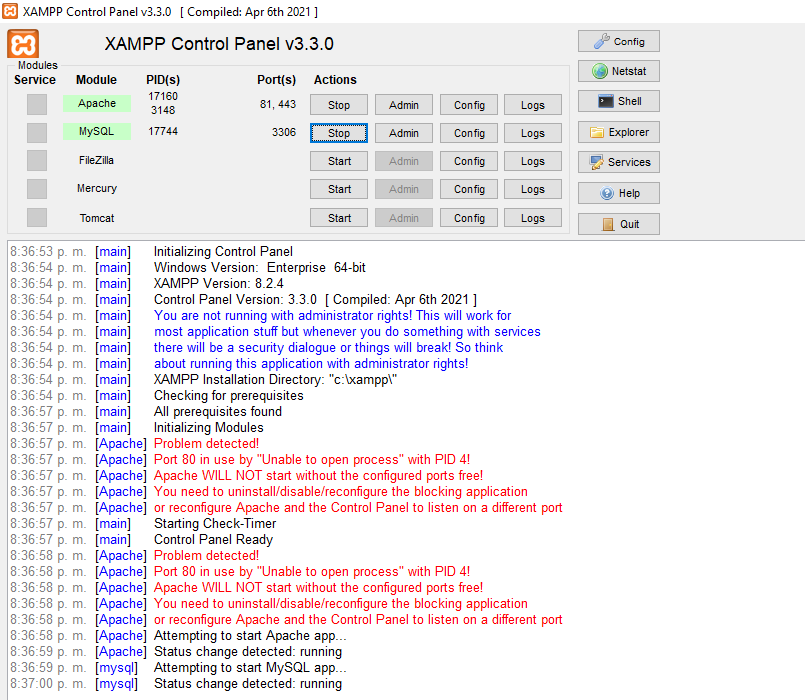 XAMPP Control Panel v3.3.0 [ Compiled: Apr 6th 2021 ]
XAMPP Control Panel v3.3.0
Config
Modules
Service Module PID(s) Port(s) Actions
Netstat
Apache 17160 3148 81, 443 Stop Admin Config Logs
Shell
MySQL 17744 3306 Stop Admin Config Logs
Explorer
FileZilla Start Admin Config Logs
Services
Mercury Start Admin Config Logs
Help
Tomcat Start Admin Config Logs
Quit
8:36:53 p. m. [main] Initializing Control Panel
8:36:54 p. m. [main] Windows Version: Enterprise 64-bit
8:36:54 p. m. [main] XAMPP Version: 8.2.4
8:36:54 p. m. [main] Control Panel Version: 3.3.0 [ Compiled: Apr 6th 2021 ]
8:36:54 p. m. [main] You are not running with administrator rights! This will work for
8:36:54 p. m. [main] most application stuff but whenever you do something with services
8:36:54 p. m. [main] there will be a security dialogue or things will break! So think
8:36:54 p. m. [main] about running this application with administrator rights!
8:36:54 p. m. [main] XAMPP Installation Directory: "c:\xampp\"
8:36:54 p. m. [main] Checking for prerequisites
8:36:57 p. m. [main] All prerequisites found
8:36:57 p. m. [main] Initializing Modules
8:36:57 p. m. [Apache] Problem detected!
8:36:57 p. m. [Apache] Port 80 in use by "Unable to open process" with PID 4!
8:36:57 p. m. [Apache] Apache WILL NOT start without the configured ports free!
8:36:57 p. m. [Apache] You need to uninstall/disable/reconfigure the blocking application
8:36:57 p. m. [Apache] or reconfigure Apache and the Control Panel to listen on a different port
8:36:57 p. m. [main] Starting Check-Timer
8:36:57 p. m. [main] Control Panel Ready
8:36:58 p. m. [Apache] Problem detected!
8:36:58 p. m. [Apache] Port 80 in use by "Unable to open process" with PID 4!
8:36:58 p. m. [Apache] Apache WILL NOT start without the configured ports free!
8:36:58 p. m. [Apache] You need to uninstall/disable/reconfigure the blocking application
8:36:58 p. m. [Apache] or reconfigure Apache and the Control Panel to listen on a different port
8:36:58 p. m. [Apache] Attempting to start Apache app...
8:36:59 p. m. [Apache] Status change detected: running
8:36:59 p. m. [mysql] Attempting to start MySQL app...
8:37:00 p. m. [mysql] Status change detected: running